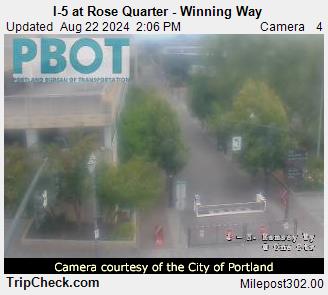 I-5 at Rose Quarter - Winning Way
Updated Aug 22 2024 2:06 PM Camera 4
PBOT
PORTLAND BUREAU OF TRANSPORTATION
Camera courtesy of the City of Portland
TripCheck.com Milepost302.00